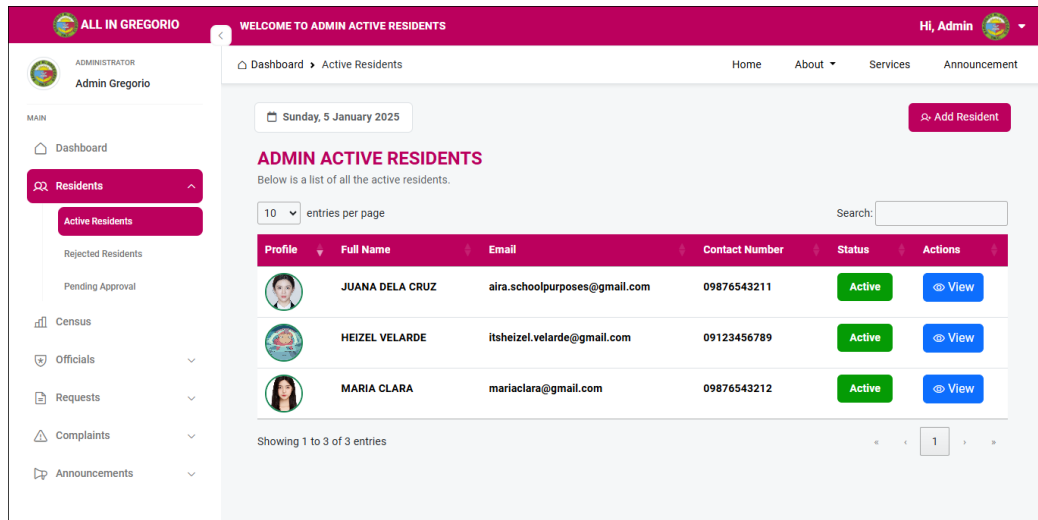 ALL IN GREGORIO
WELCOME TO ADMIN ACTIVE RESIDENTS
Hi, Admin
ADMINISTRATOR
Admin Gregorio
Dashboard > Active Residents
Home About Services Announcement
MAIN
Dashboard
Residents
Active Residents
Rejected Residents
Pending Approval
Census
Officials
Requests
Complaints
Announcements
Sunday, 5 January 2025
Add Resident
ADMIN ACTIVE RESIDENTS
Below is a list of all the active residents.
10 entries per page
Search:
Profile Full Name Email Contact Number Status Actions
JUANA DELA CRUZ aira.schoolpurposes@gmail.com 09876543211 Active View
HEIZEL VELARDE itsheizel.velarde@gmail.com 09123456789 Active View
MARIA CLARA mariaclara@gmail.com 09876543212 Active View
Showing 1 to 3 of 3 entries
« ‹ 1 › »